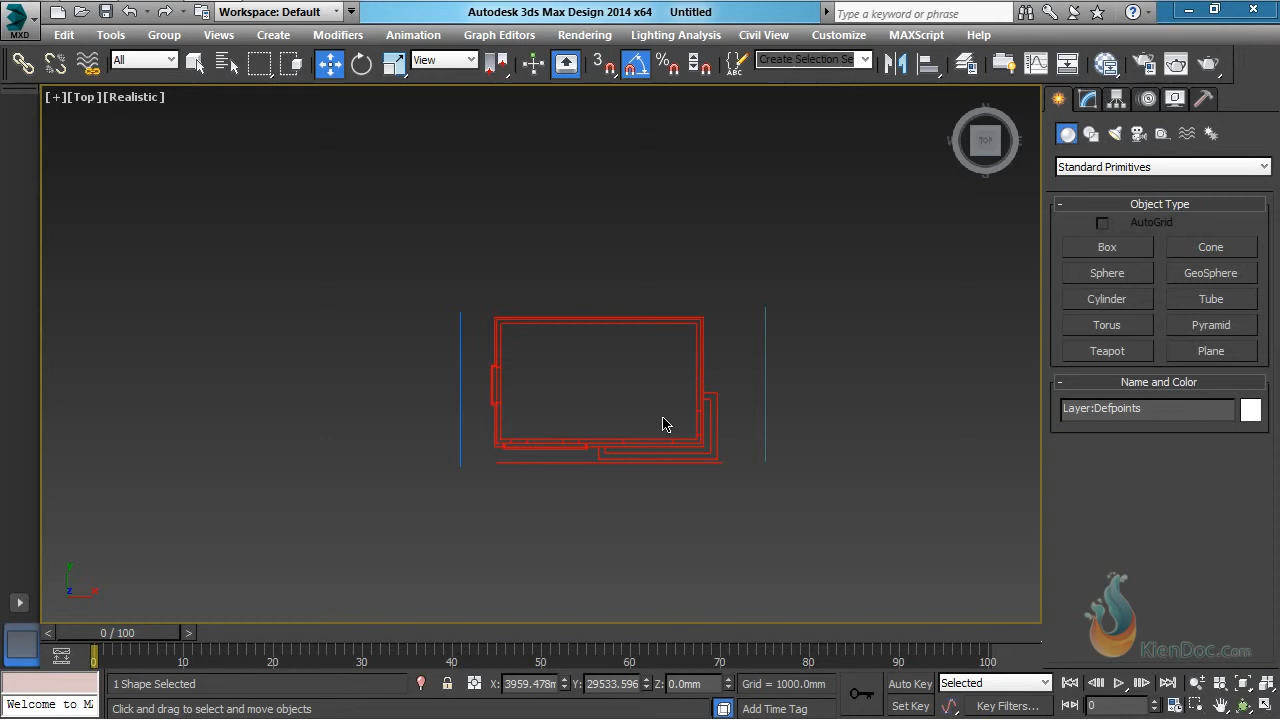 Workspace: Default
Autodesk 3ds Max Design 2014 x64 Untitled
Type a keyword or phrase
MXD
Edit Tools Group Views Create Modifiers Animation Graph Editors Rendering Lighting Analysis Civil View Customize MAXScript Help
All
View
3
Create Selection Se
ABC
[+][Top][Realistic]
N
W TOP E
S
Standard Primitives
- Object Type
AutoGrid
Box Cone
Sphere GeoSphere
Cylinder Tube
Torus Pyramid
Teapot Plane
- Name and Color
Layer:Defpoints
y
z x
KienDoc.com
< 0 / 100 >
0 10 20 30 40 50 60 70 80 90 100
1 Shape Selected
X: 3959.478m Y: 29533.596 Z: 0.0mm
Grid = 1000.0mm
Auto Key Selected
Welcome to M
Click and drag to select and move objects
Add Time Tag
Set Key Key Filters...
0